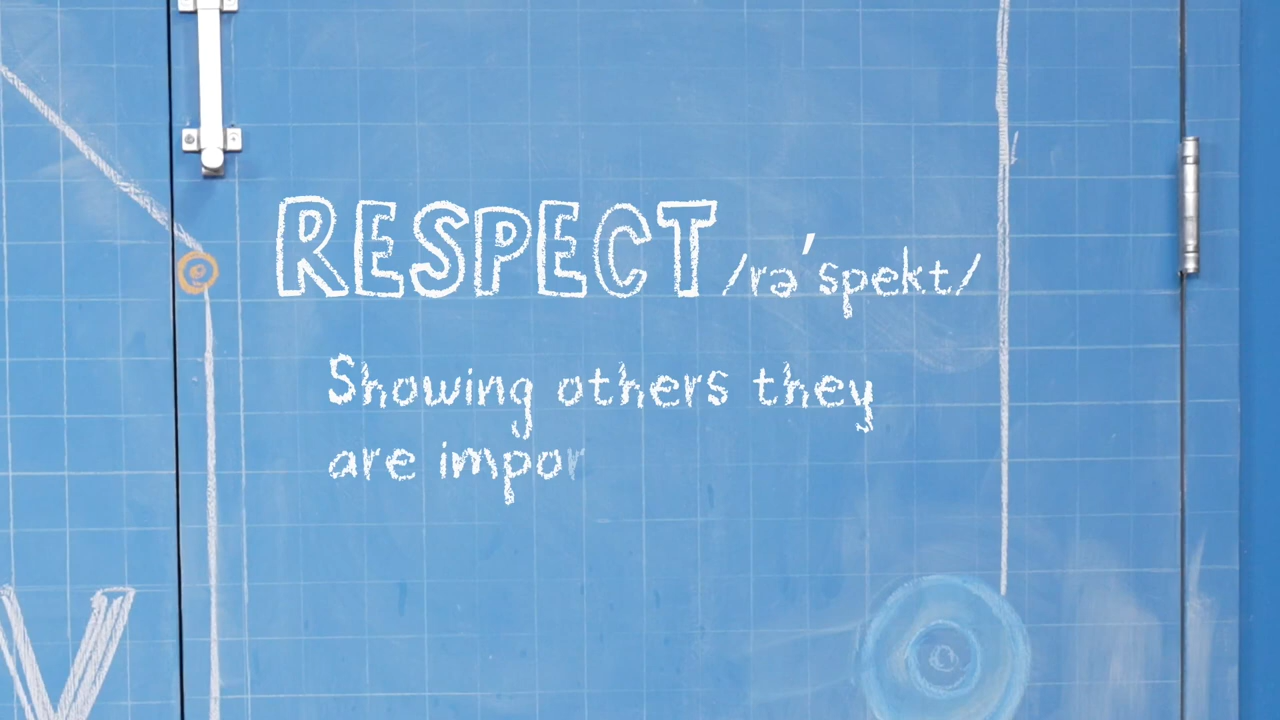 RESPECT /rə'spekt/
Showing others they
are impor
V